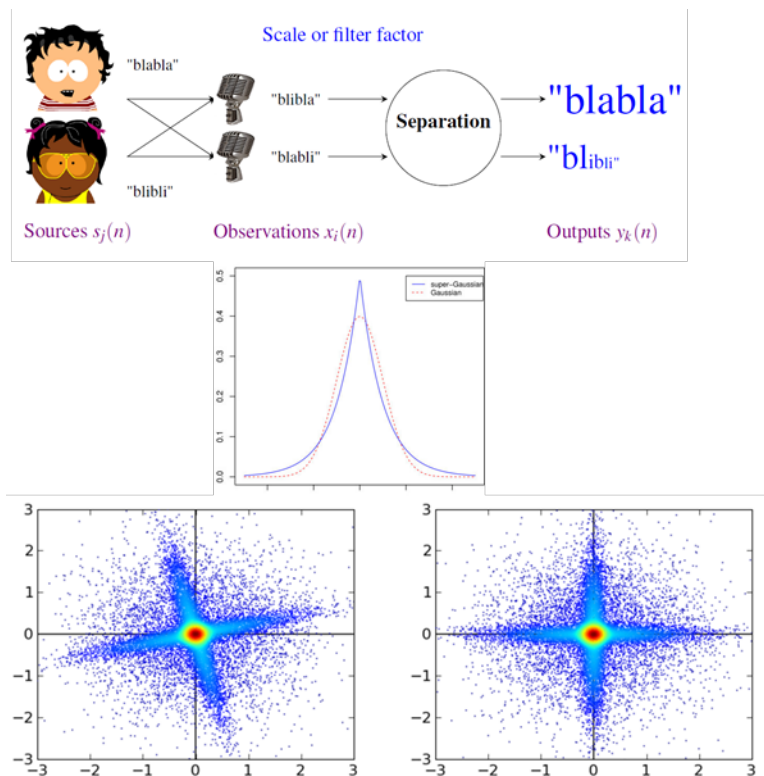 Scale or filter factor
"blabla"
"blibla"
"blabla"
Separation
"blabli"
"blibli"
"blibli"
Sources s_j(n)
Observations x_i(n)
Outputs y_k(n)
0.5
super-Gaussian
Gaussian
0.4
0.3
0.2
0.1
0.0
3
2
1
0
−1
−2
−3
−3 −2 −1 0 1 2 3
3
2
1
0
−1
−2
−3
−3 −2 −1 0 1 2 3